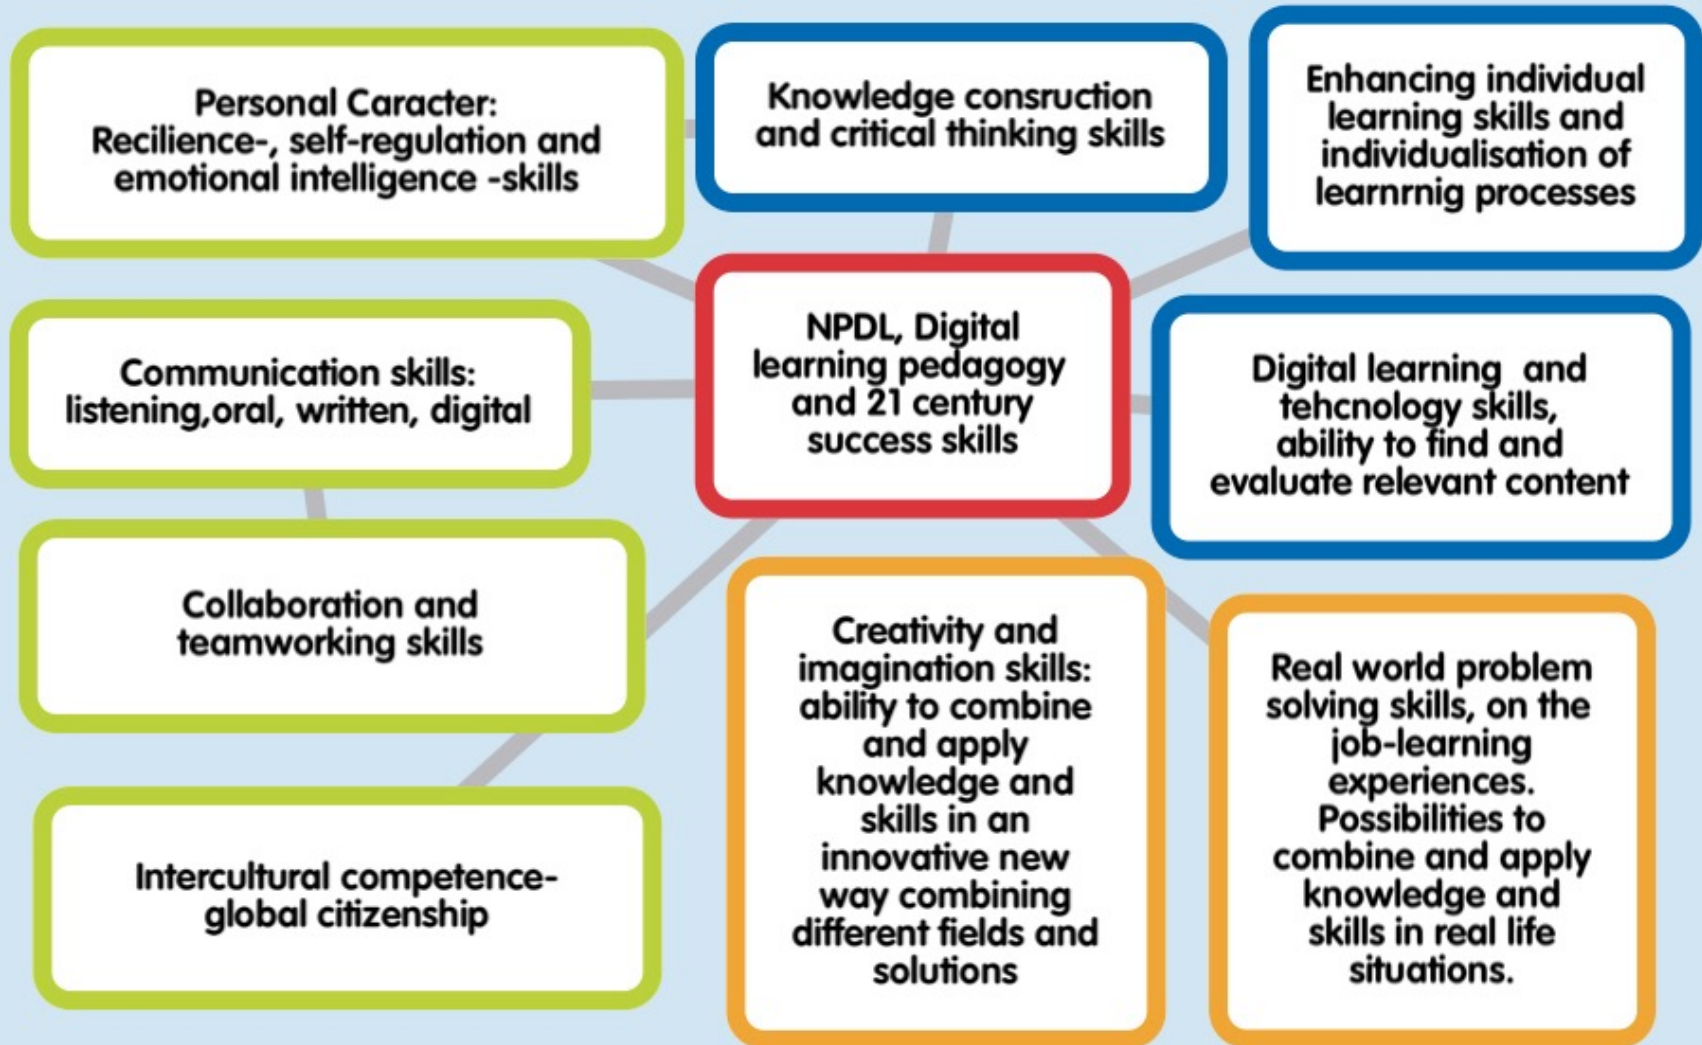 Personal Caracter:
Recilience-, self-regulation and
emotional intelligence -skills
Knowledge consruction
and critical thinking skills
Enhancing individual
learning skills and
individualisation of
learnrnig processes
Communication skills:
listening,oral, written, digital
NPDL, Digital
learning pedagogy
and 21 century
success skills
Digital learning  and
tehcnology skills,
ability to find and
evaluate relevant content
Collaboration and
teamworking skills
Creativity and
imagination skills:
ability to combine
and apply
knowledge and
skills in an
innovative new
way combining
different fields and
solutions
Real world problem
solving skills, on the
job-learning
experiences.
Possibilities to
combine and apply
knowledge and
skills in real life
situations.
Intercultural competence-
global citizenship